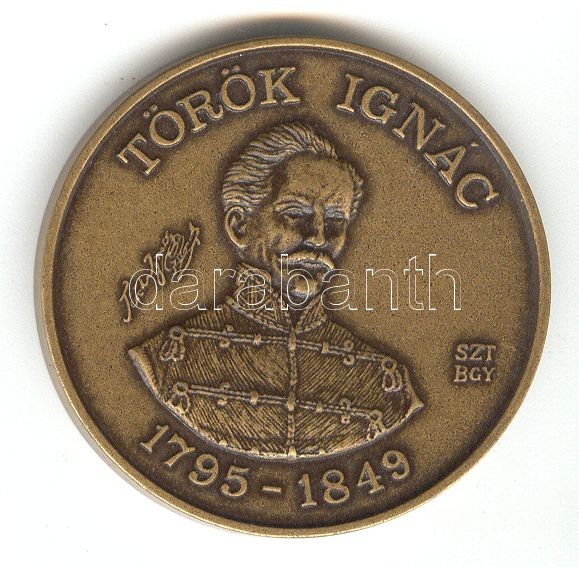 TÖRÖK IGNÁC
darabanth
SZT
BGY
1795-1849